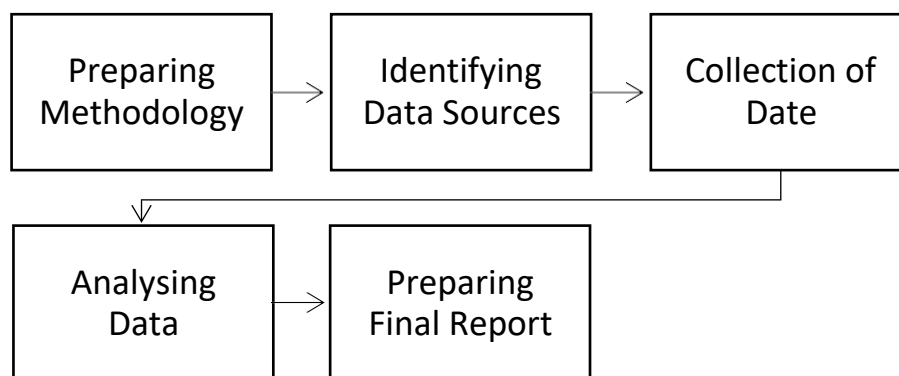 Preparing
Methodology
Identifying
Data Sources
Collection of
Date
Analysing
Data
Preparing
Final Report